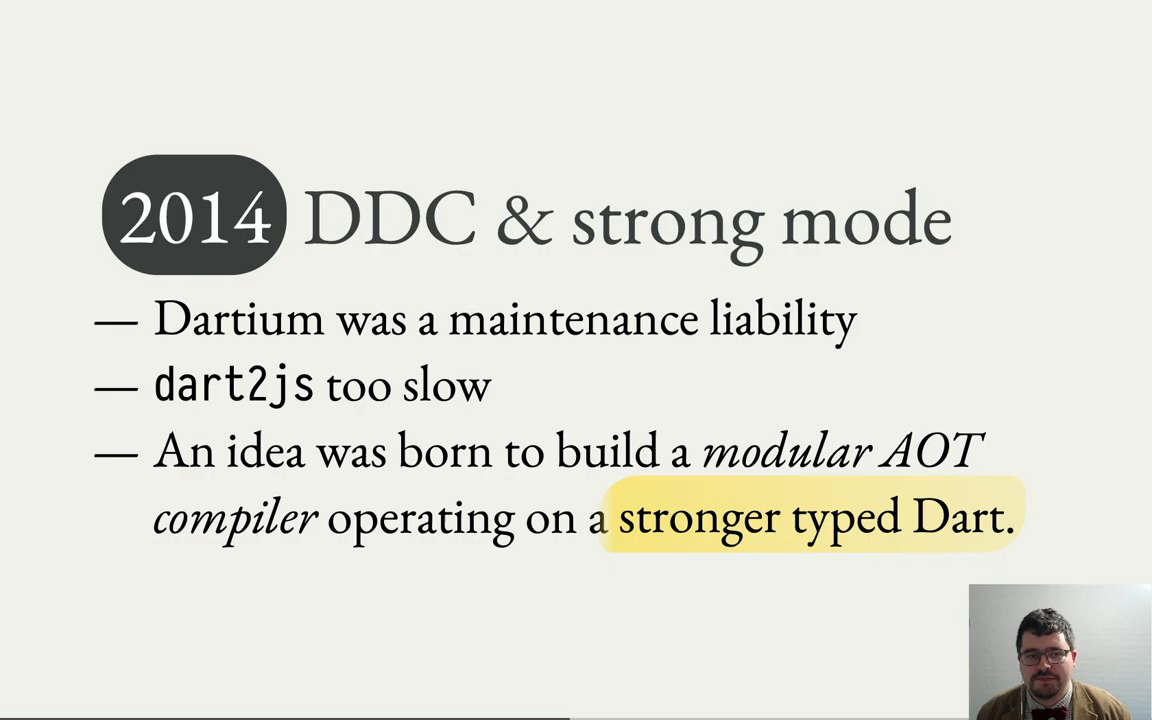 2014 DDC & strong mode
— Dartium was a maintenance liability
— dart2js too slow
— An idea was born to build a modular AOT
compiler operating on a stronger typed Dart.